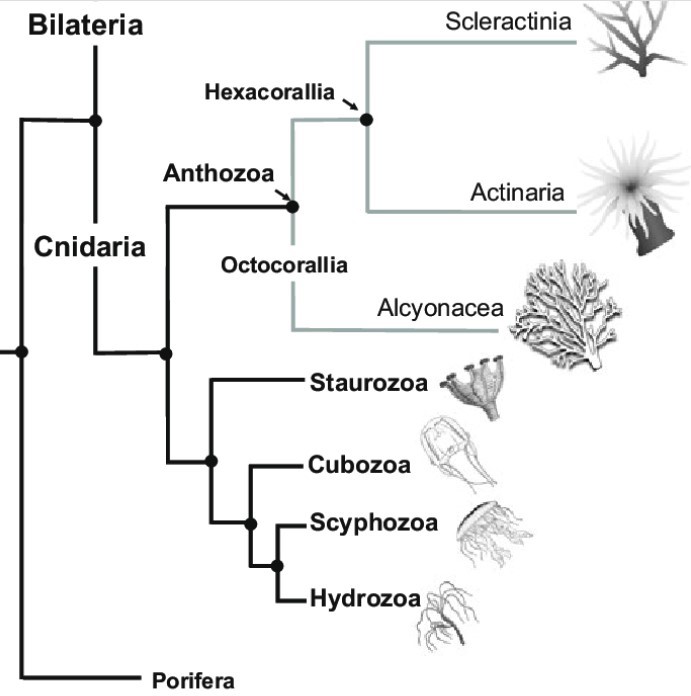 Bilateria
Scleractinia
Hexacorallia
Anthozoa
Actinaria
Cnidaria
Octocorallia
Alcyonacea
Staurozoa
Cubozoa
Scyphozoa
Hydrozoa
Porifera